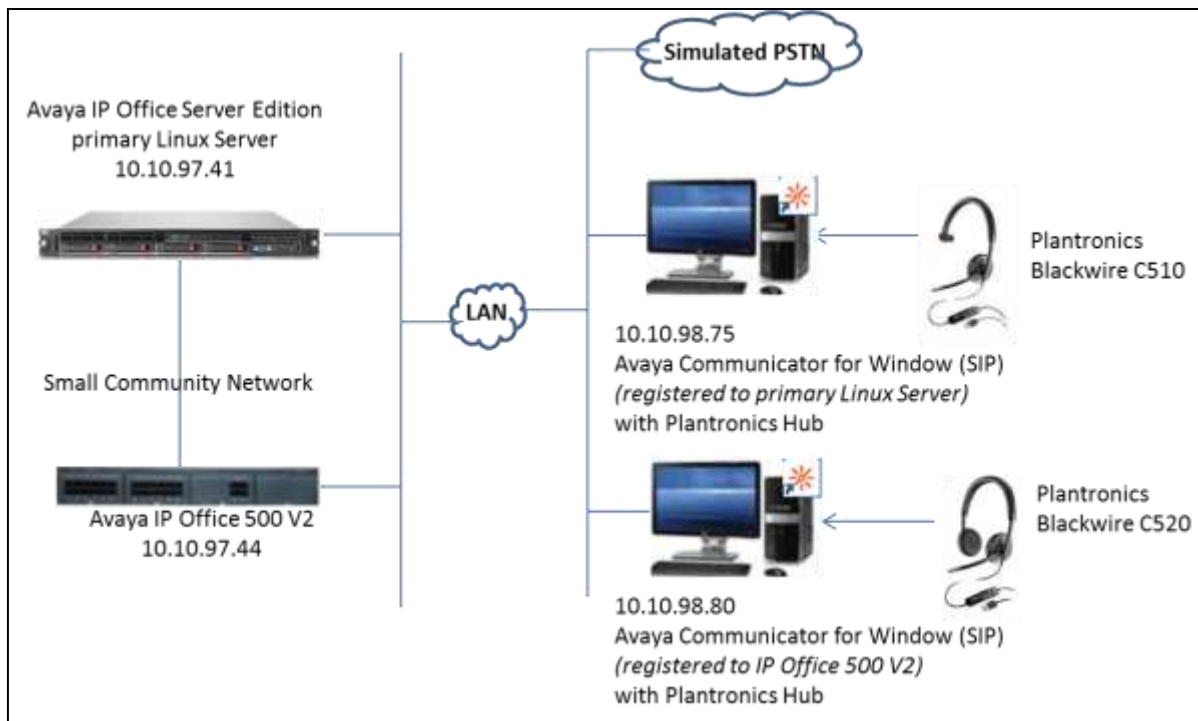 Simulated PSTN
Avaya IP Office Server Edition
primary Linux Server
10.10.97.41
Plantronics
Blackwire C510
LAN
10.10.98.75
Avaya Communicator for Window (SIP)
(registered to primary Linux Server)
with Plantronics Hub
Small Community Network
Avaya IP Office 500 V2
10.10.97.44
Plantronics
Blackwire C520
10.10.98.80
Avaya Communicator for Window (SIP)
(registered to IP Office 500 V2)
with Plantronics Hub